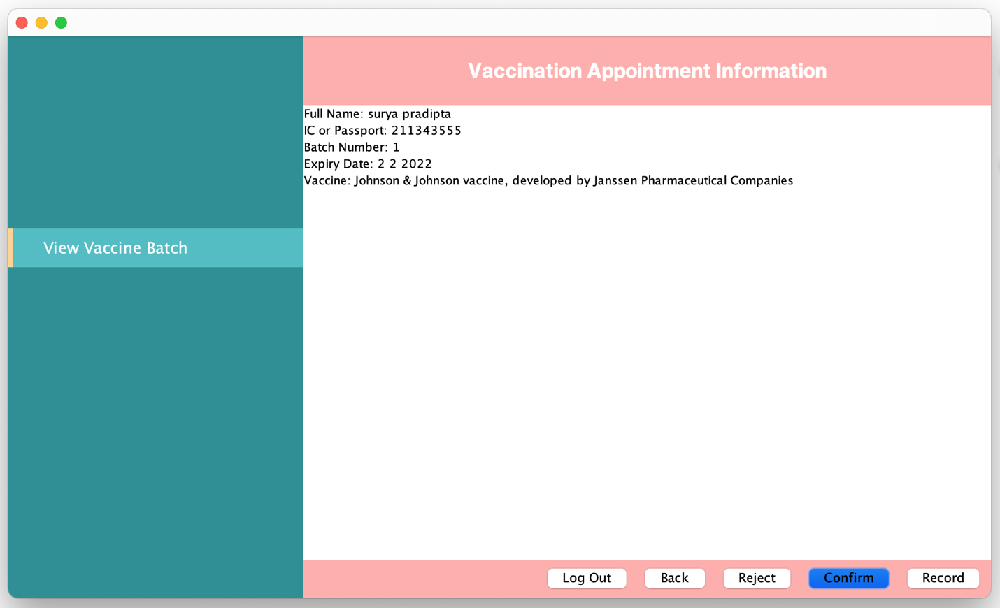 Vaccination Appointment Information
Full Name: surya pradipta
IC or Passport: 211343555
Batch Number: 1
Expiry Date: 2 2 2022
Vaccine: Johnson & Johnson vaccine, developed by Janssen Pharmaceutical Companies
View Vaccine Batch
Log Out
Back
Reject
Confirm
Record